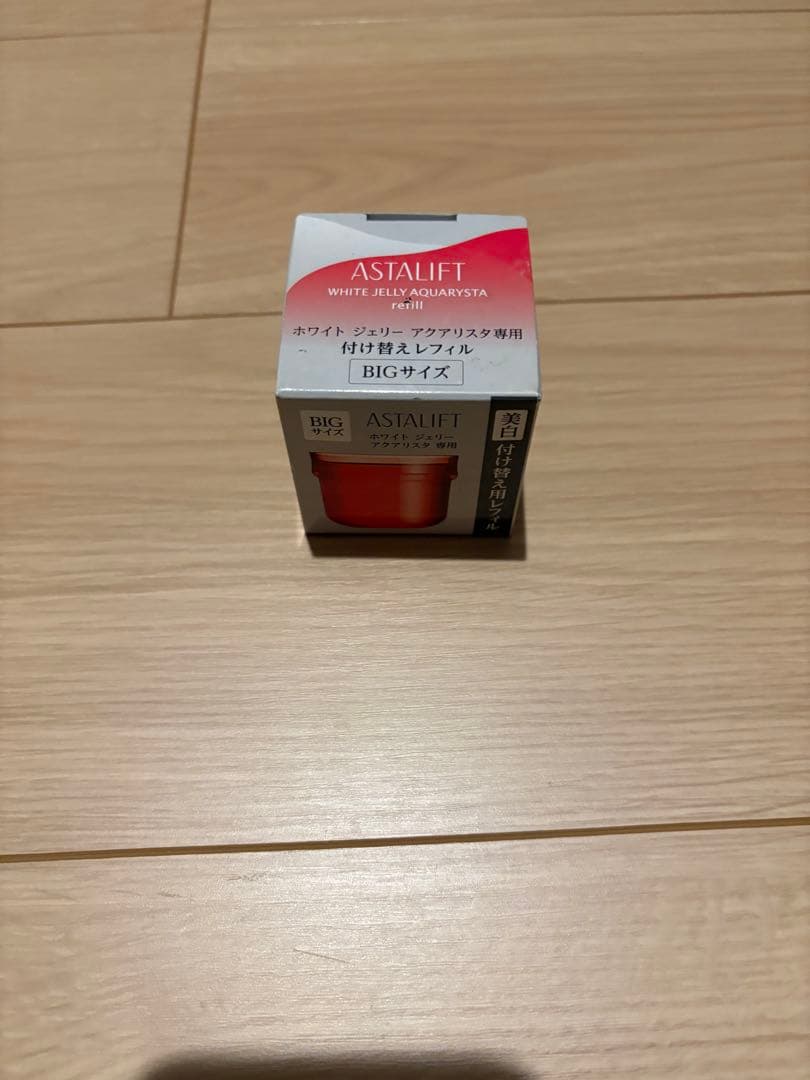 ASTALIFT
WHITE JELLY AQUARYSTA
refill
ホワイト ジェリー アクアリスタ専用
付け替えレフィル
BIGサイズ
BIG
サイズ
ASTALIFT
ホワイト ジェリー
アクアリスタ 専用
美白
付け替え用レフィル